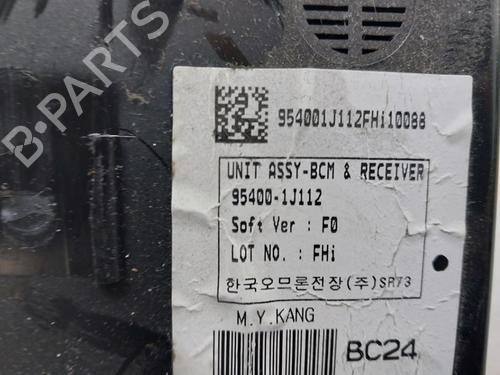 B-PARTS
954001J112FHi10088
UNIT ASSY-BCM & RECEIVER
95400-1J112
Soft Ver : F0
LOT NO. : FHi
한국오므론전장(주)SR73
M.Y.KANG
BC24
B-PARTS